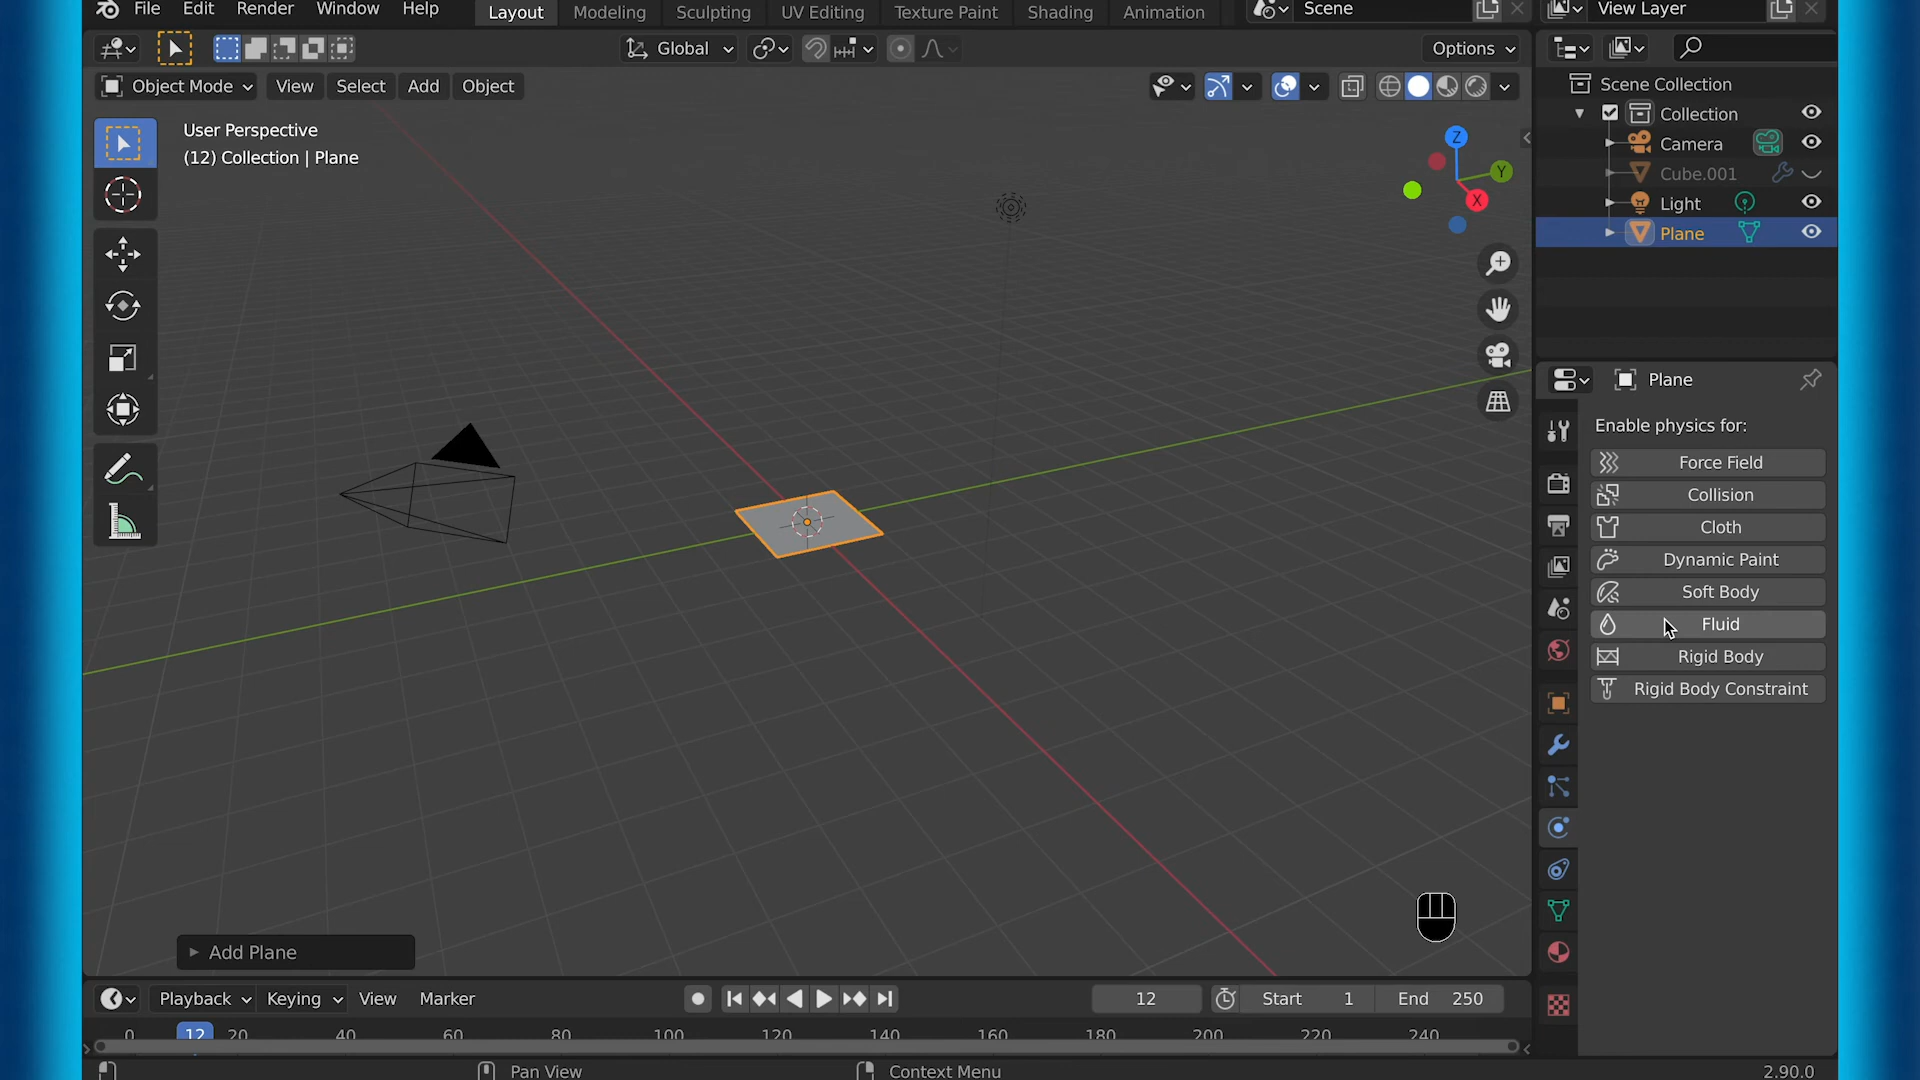 File Edit Render Window Help Layout Modeling Sculpting UV Editing Texture Paint Shading Animation Scene View Layer
Global Options
Object Mode View Select Add Object
Scene Collection
Collection
Camera
Cube.001
Light
Plane
User Perspective
(12) Collection | Plane
Z
Y
X
Plane
Enable physics for:
Force Field
Collision
Cloth
Dynamic Paint
Soft Body
Fluid
Rigid Body
Rigid Body Constraint
Add Plane
Playback Keying View Marker 12 Start 1 End 250
0 12 20 40 60 80 100 120 140 160 180 200 220 240
Pan View Context Menu 2.90.0